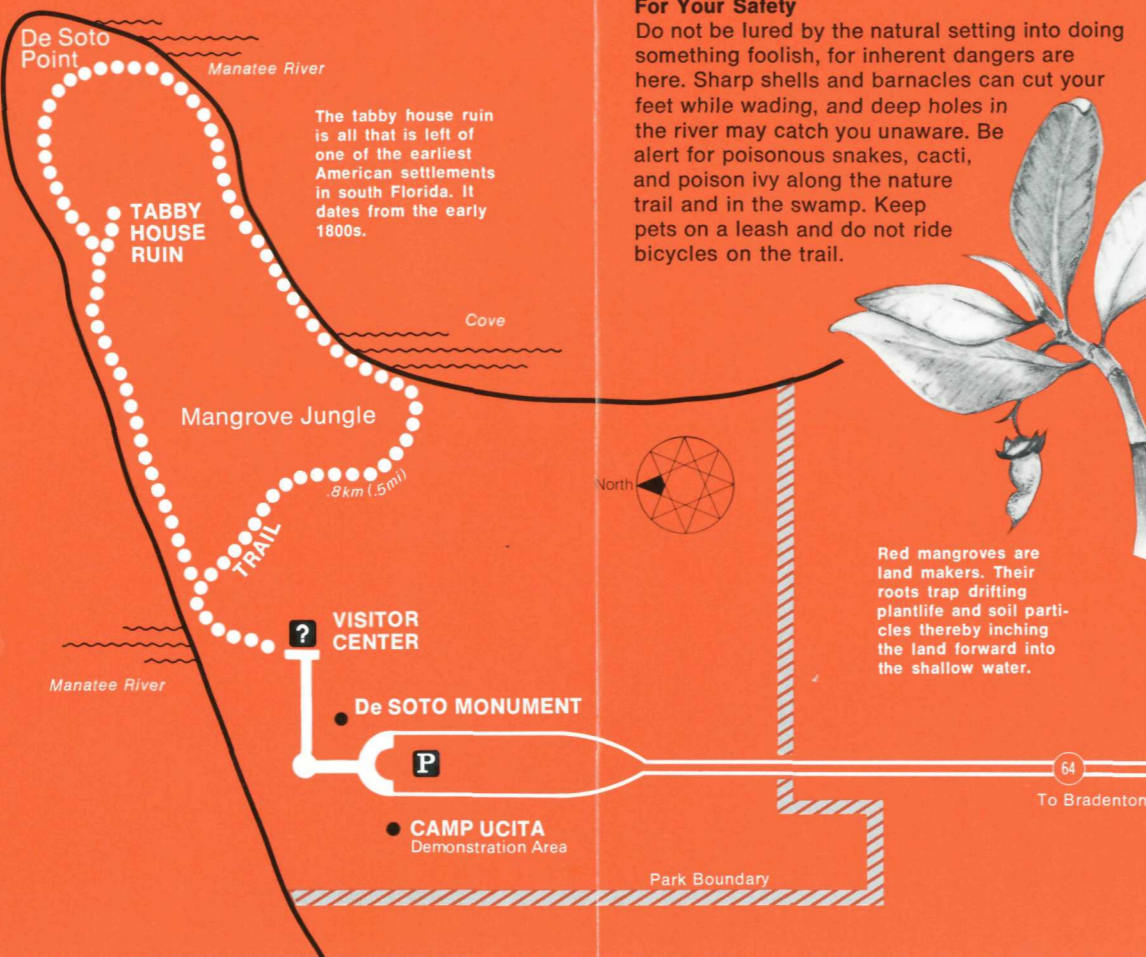 De Soto
Point
Manatee River
The tabby house ruin
is all that is left of
one of the earliest
American settlements
in south Florida. It
dates from the early
1800s.
TABBY
HOUSE
RUIN
Cove
Mangrove Jungle
.8km (.5mi)
TRAIL
North
?
VISITOR
CENTER
Manatee River
De SOTO MONUMENT
P
CAMP UCITA
Demonstration Area
Park Boundary
64
To Bradenton
For Your Safety
Do not be lured by the natural setting into doing
something foolish, for inherent dangers are
here. Sharp shells and barnacles can cut your
feet while wading, and deep holes in
the river may catch you unaware. Be
alert for poisonous snakes, cacti,
and poison ivy along the nature
trail and in the swamp. Keep
pets on a leash and do not ride
bicycles on the trail.
Red mangroves are
land makers. Their
roots trap drifting
plantlife and soil parti-
cles thereby inching
the land forward into
the shallow water.